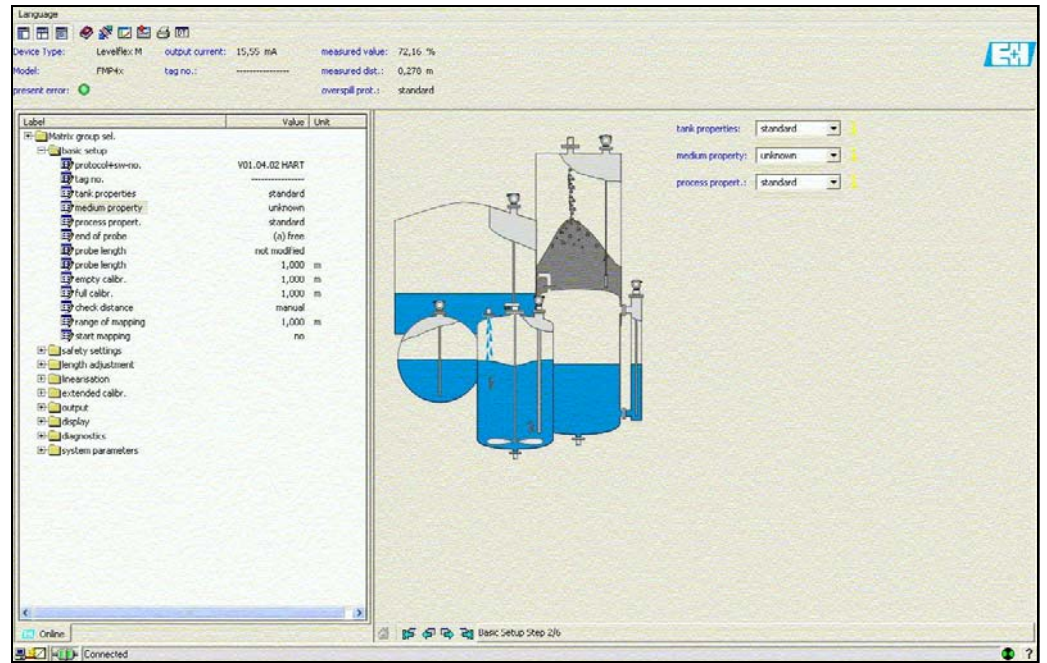 Language
Device Type: Levelflex M output current: 15,55 mA measured value: 72,16 %
Model: FMP4x tag no.: ---------------- measured dist.: 0,278 m
present error: overspill prot.: standard
E+H
Label Value Unit
Matrix group sel.
basic setup
protocol+sw-no. V01.04.02 HART
tag no. ----------------
tank properties standard
medium property unknown
process propert. standard
end of probe (a) free
probe length not modified
probe length 1,000 m
empty calibr. 1,000 m
full calibr. 1,000 m
check distance manual
range of mapping 1,000 m
start mapping no
safety settings
length adjustment
linearisation
extended calibr.
output
display
diagnostics
system parameters
tank properties: standard
medium property: unknown
process propert.: standard
Online
Basic Setup Step 2/6
Connected
?